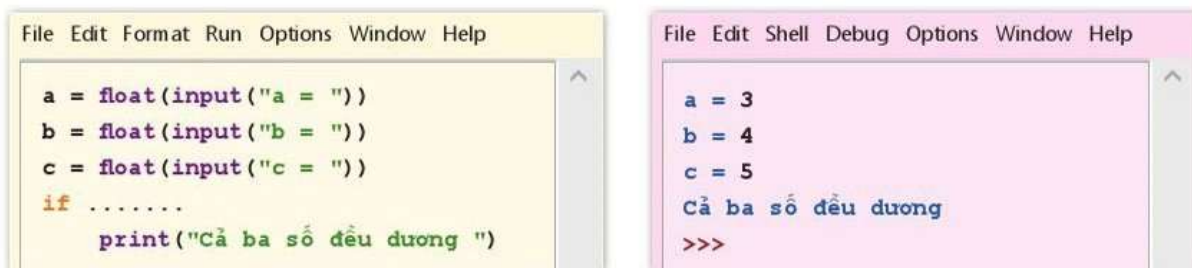 File Edit Format Run Options Window Help
a = float(input("a = "))
b = float(input("b = "))
c = float(input("c = "))
if .......
print("Cả ba số đều dương ")
File Edit Shell Debug Options Window Help
a = 3
b = 4
c = 5
Cả ba số đều dương
>>>